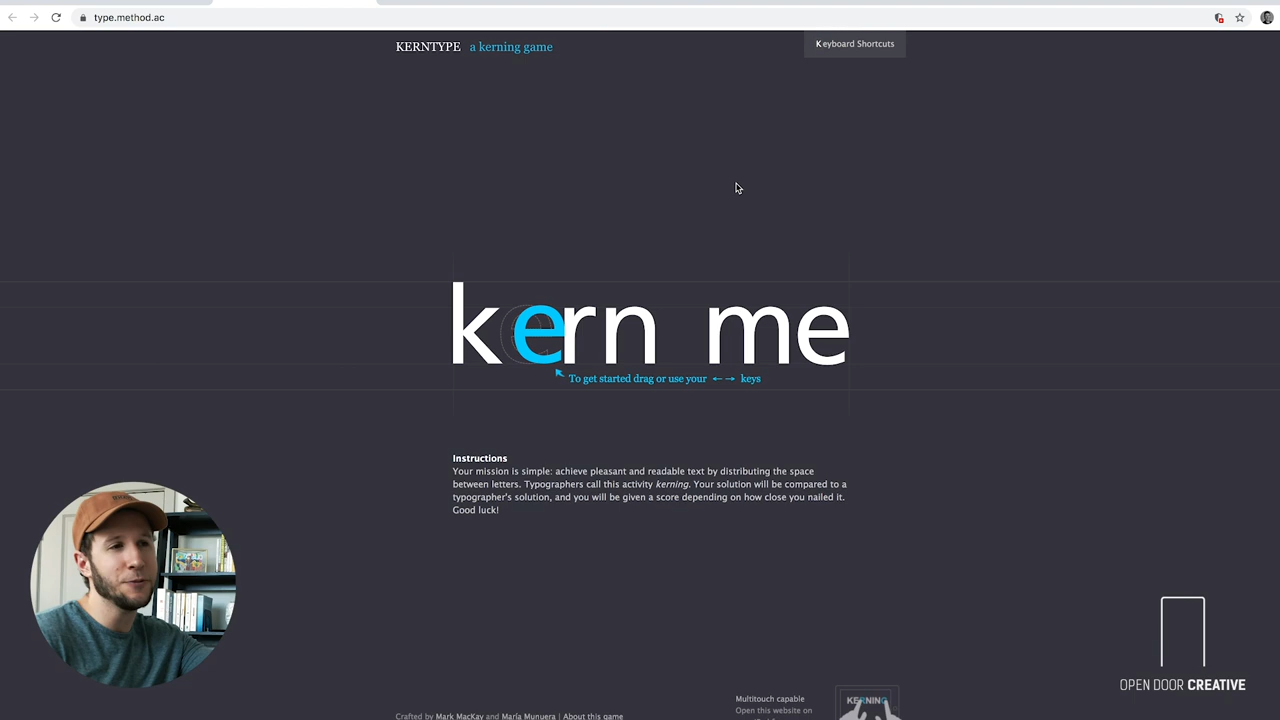 type.method.ac
KERNTYPE a kerning game
Keyboard Shortcuts
kern me
To get started drag or use your ←→ keys
Instructions
Your mission is simple: achieve pleasant and readable text by distributing the space
between letters. Typographers call this activity kerning. Your solution will be compared to a
typographer's solution, and you will be given a score depending on how close you nailed it.
Good luck!
OPEN DOOR CREATIVE
Multitouch capable
Open this website on
KERNING
Crafted by Mark MacKay and María Munuera | About this game